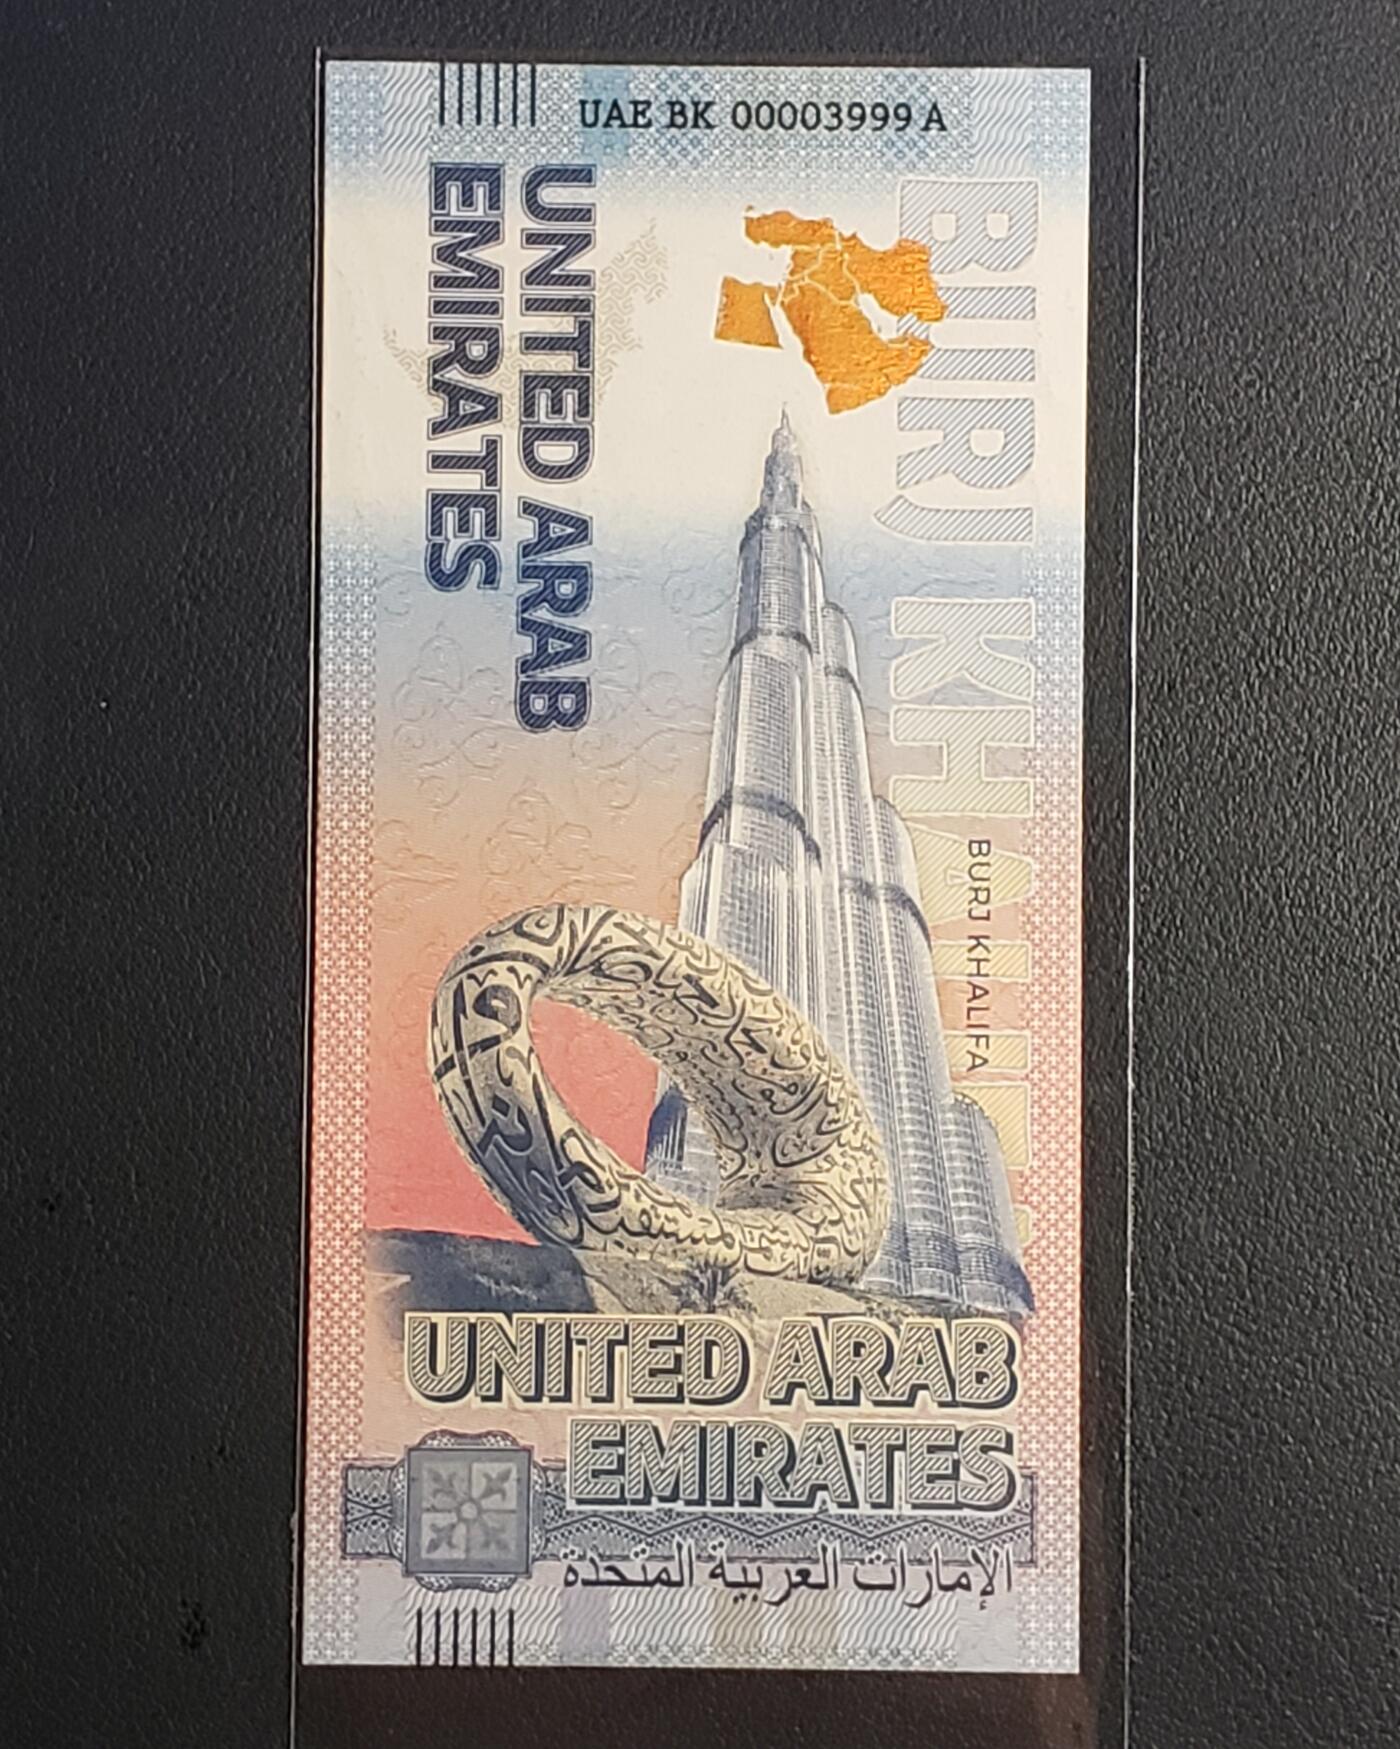 UAE BK 00003999 A
UNITED ARAB
EMIRATES
BURJ KHALIFA
BURJ KHALIFA
UNITED ARAB
EMIRATES
الإمارات العربية المتحدة